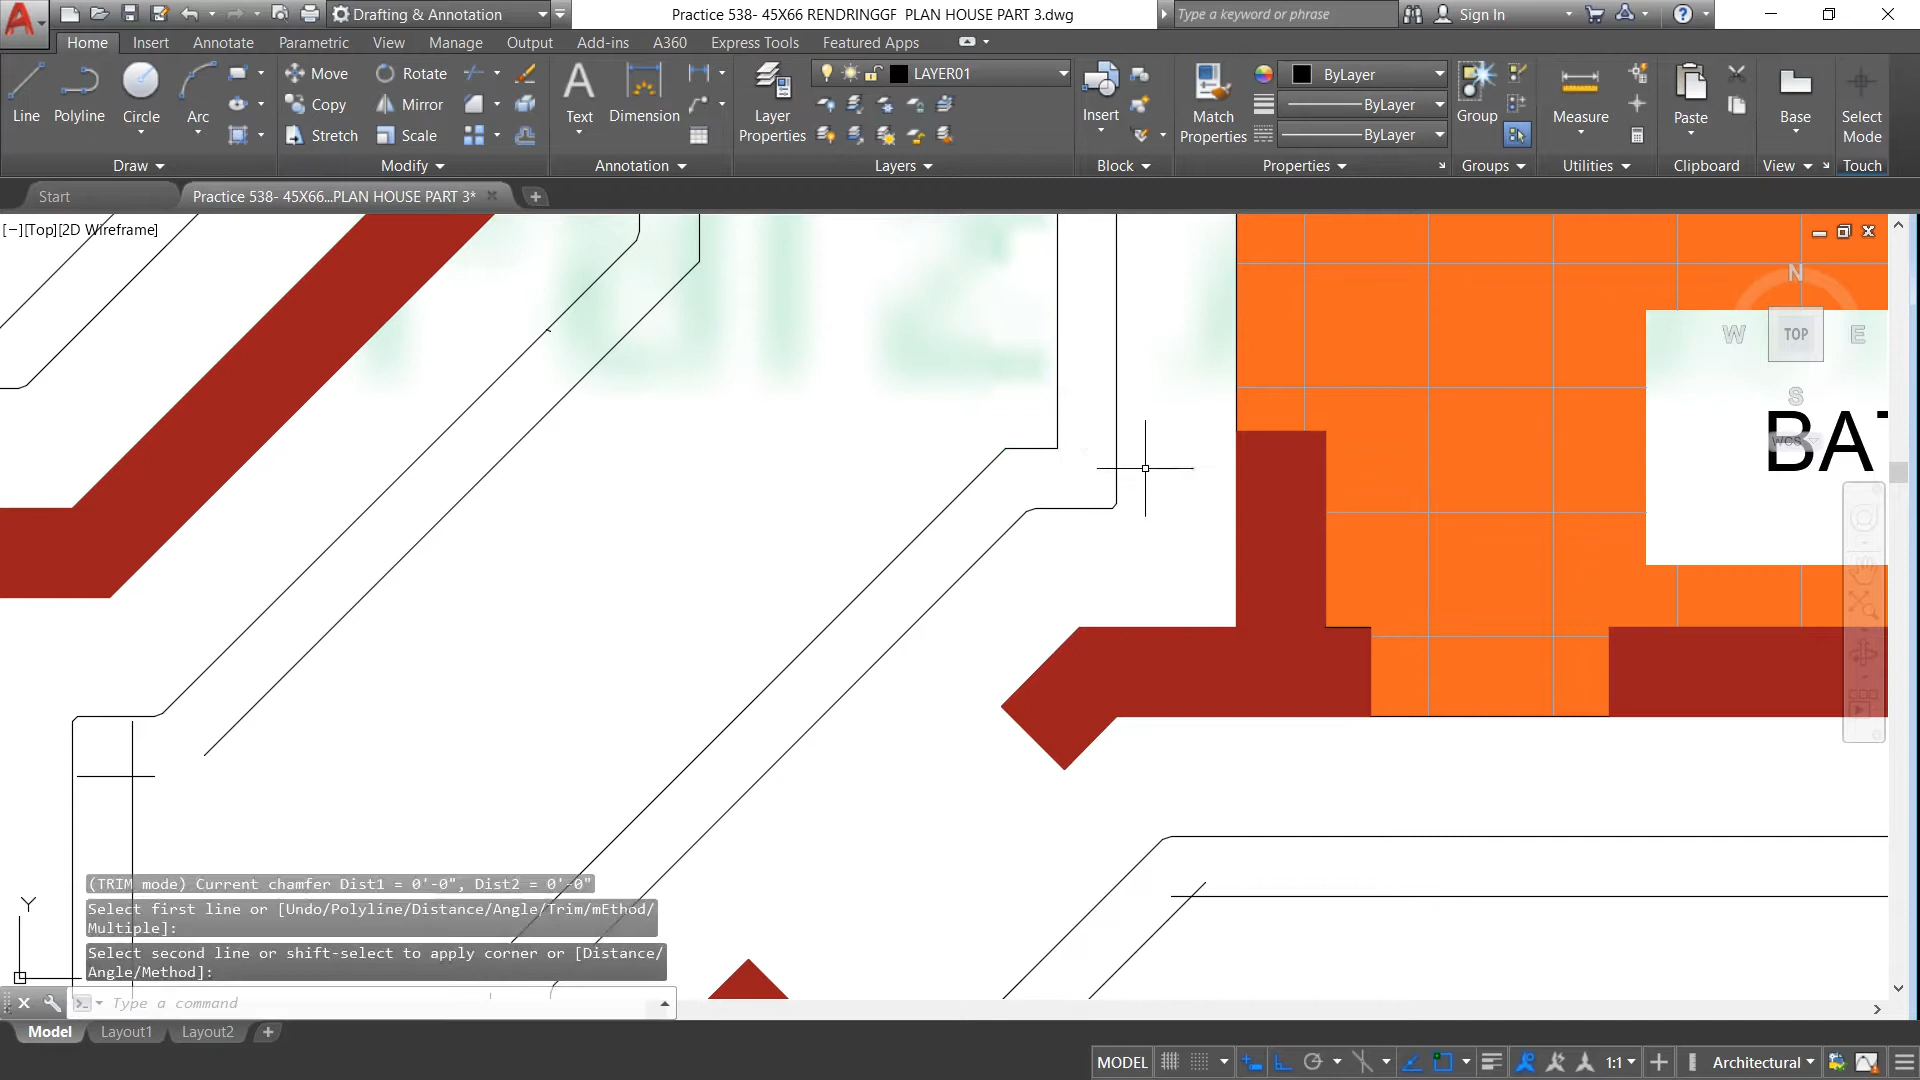 Drafting & Annotation
Practice 538- 45X66 RENDRINGGF  PLAN HOUSE PART 3.dwg
Type a keyword or phrase
Sign In
Home
Insert
Annotate
Parametric
View
Manage
Output
Add-ins
A360
Express Tools
Featured Apps
Line
Polyline
Circle
Arc
Draw
Move
Rotate
Copy
Mirror
Stretch
Scale
Modify
Text
Dimension
Annotation
Layer
Properties
LAYER01
Layers
Insert
Block
Match
Properties
ByLayer
ByLayer
ByLayer
Properties
Group
Groups
Measure
Utilities
Paste
Clipboard
Base
View
Select
Mode
Touch
Start
Practice 538- 45X66...PLAN HOUSE PART 3*
[−][Top][2D Wireframe]
N
W
TOP
E
S
WCS
BAT
Y
(TRIM mode) Current chamfer Dist1 = 0'-0", Dist2 = 0'-0"
Select first line or [Undo/Polyline/Distance/Angle/Trim/mEthod/
Multiple]:
Select second line or shift-select to apply corner or [Distance/
Angle/Method]:
Type a command
Model
Layout1
Layout2
MODEL
1:1
Architectural